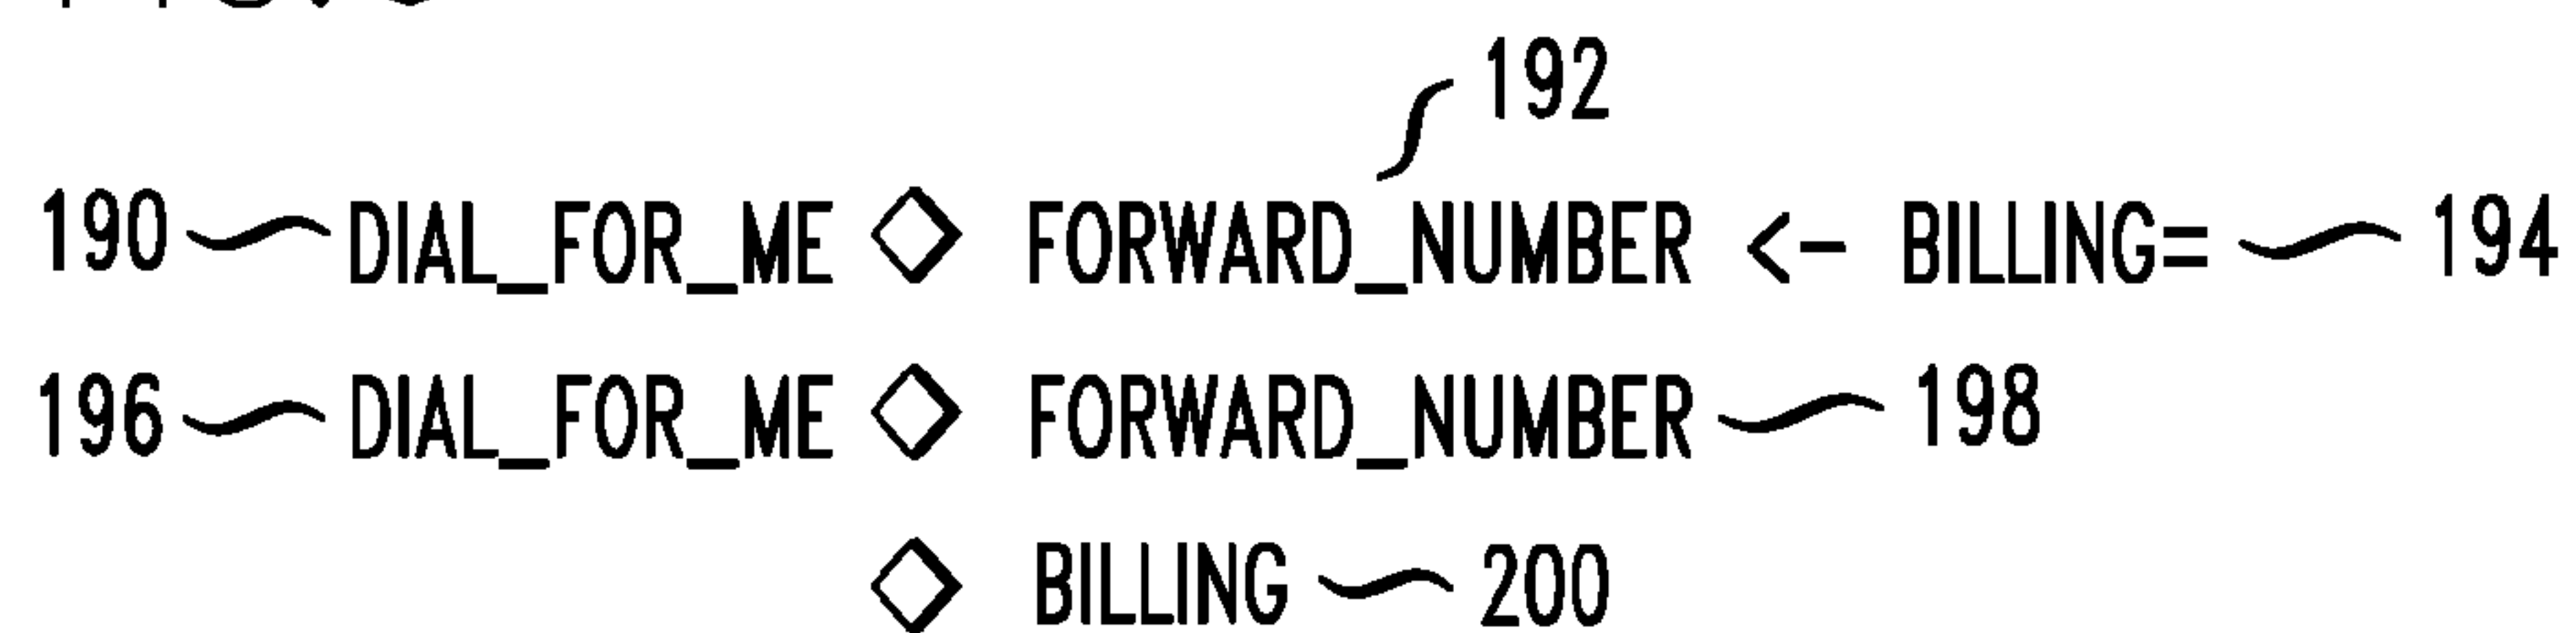 192
190 DIAL_FOR_ME ◇ FORWARD_NUMBER <- BILLING= 194
196 DIAL_FOR_ME ◇ FORWARD_NUMBER 198
◇ BILLING 200